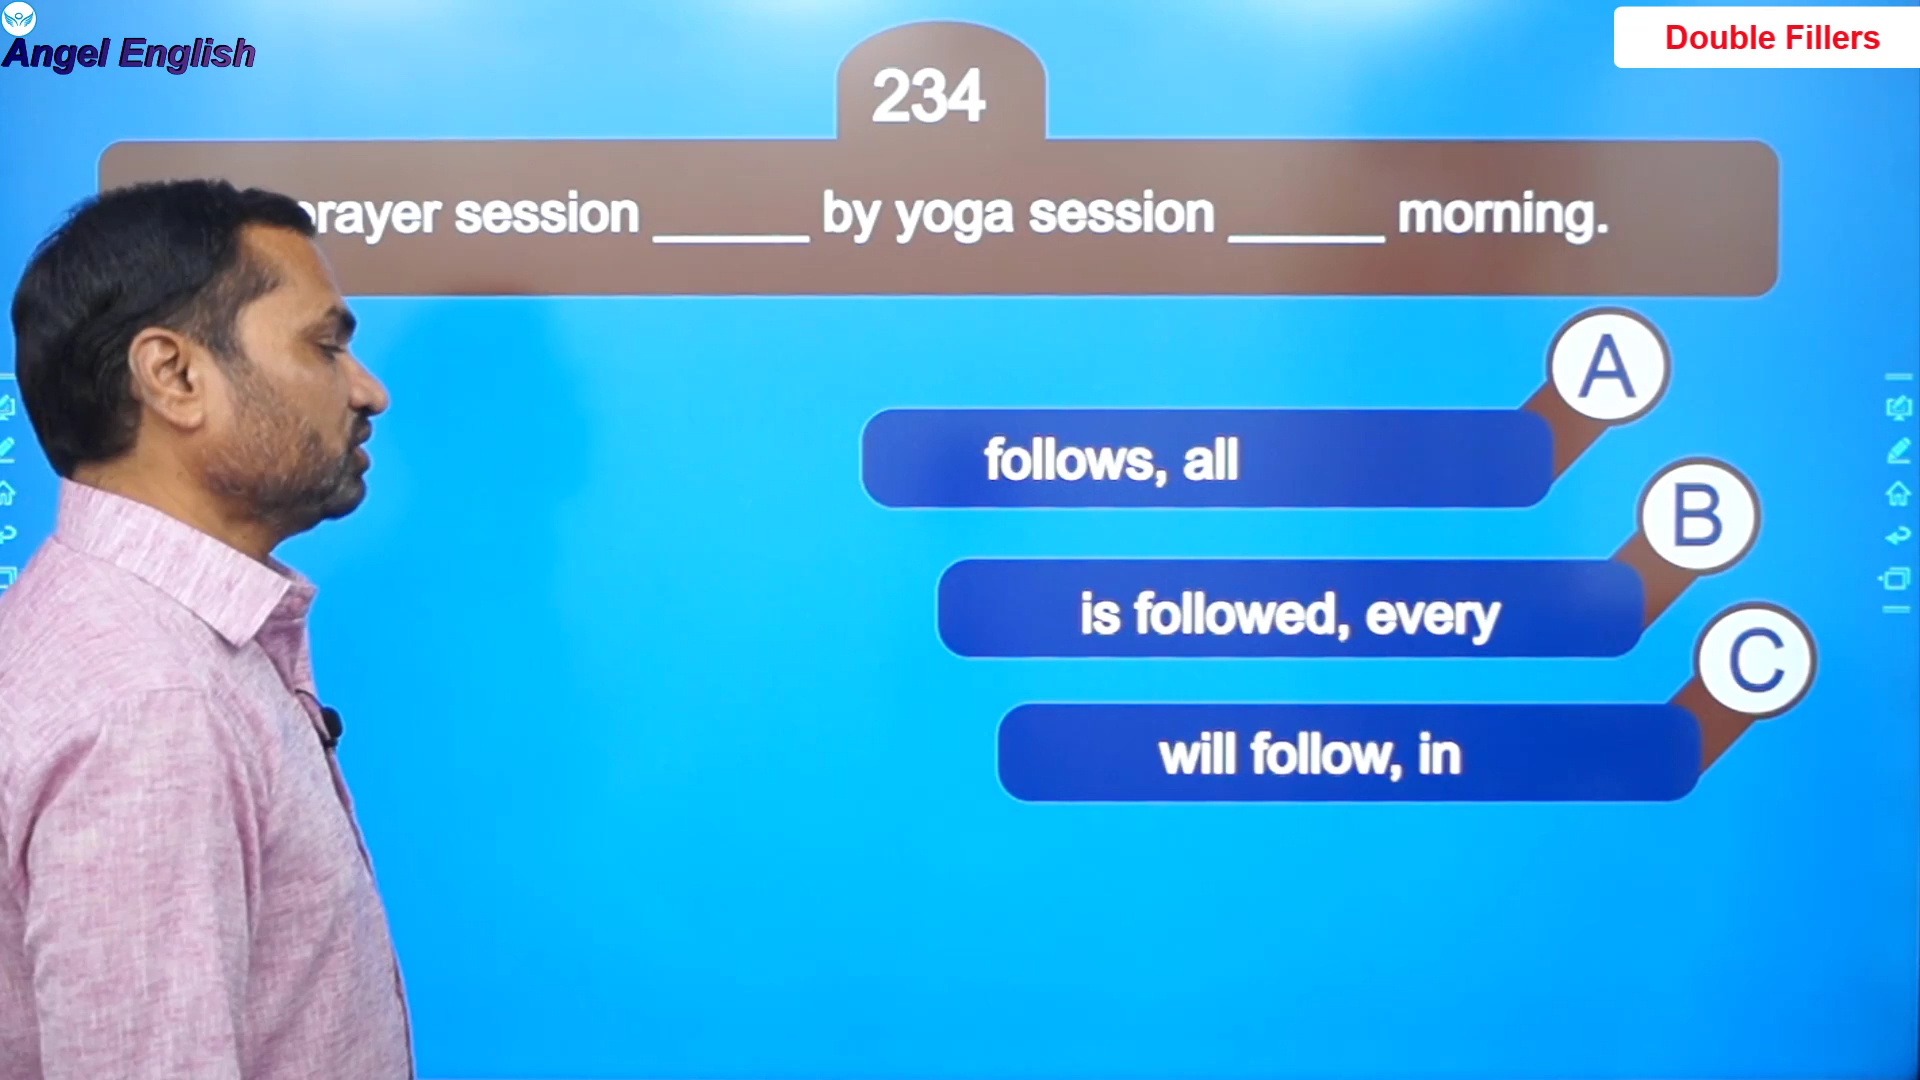 Angel English
Double Fillers
234
prayer session _____ by yoga session _____ morning.
A
follows, all
B
is followed, every
C
will follow, in